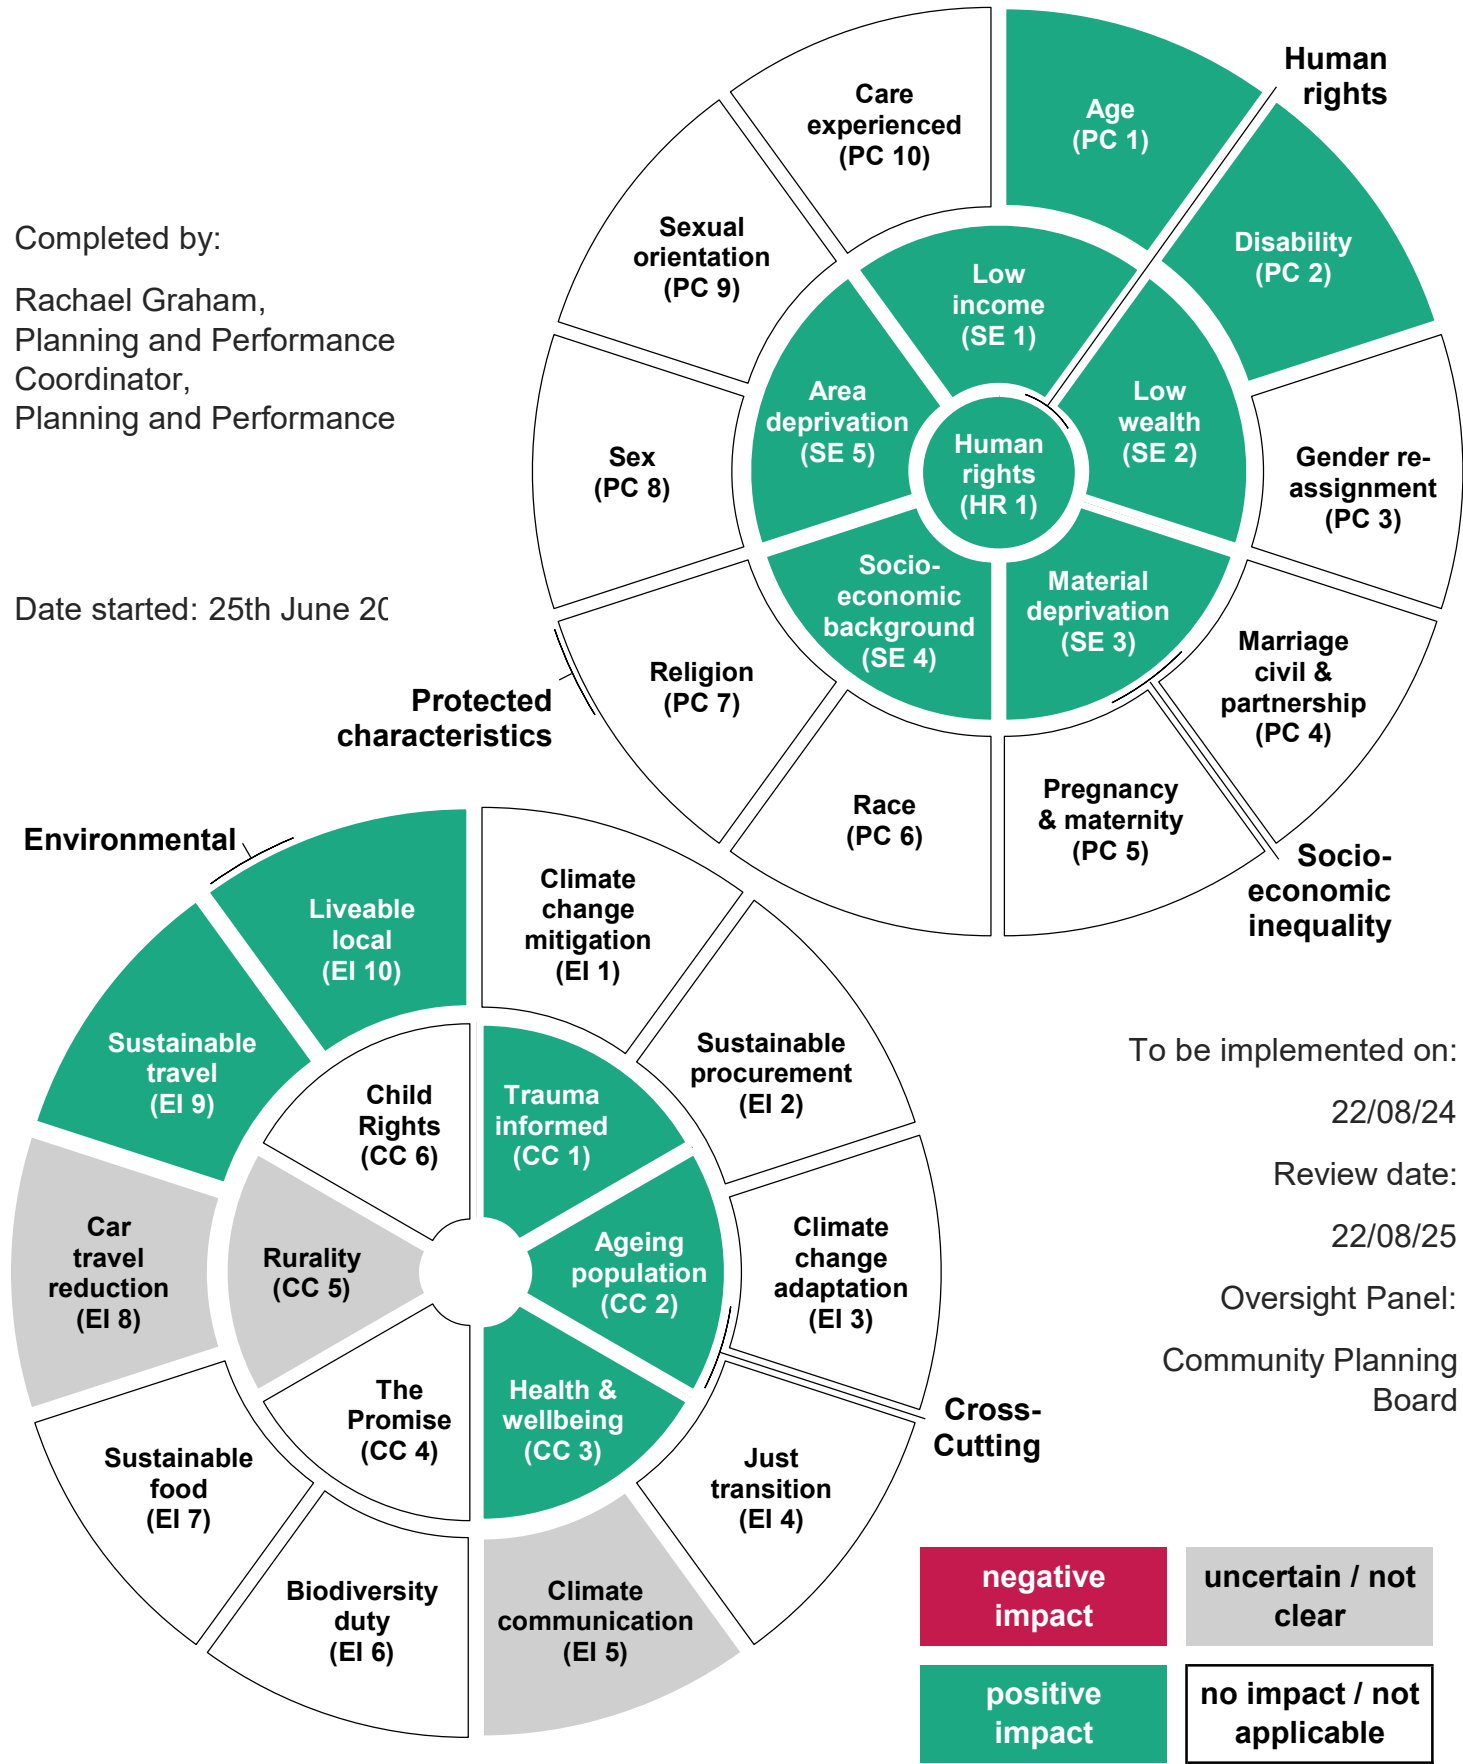 Human
rights
Age
(PC 1)
Care
experienced
(PC 10)
Disability
(PC 2)
Sexual
orientation
(PC 9)
Low
income
(SE 1)
Completed by:
Rachael Graham,
Planning and Performance
Coordinator,
Planning and Performance
Area
deprivation
(SE 5)
Low
wealth
(SE 2)
Human
rights
(HR 1)
Sex
(PC 8)
Gender re-
assignment
(PC 3)
Socio-
economic
background
(SE 4)
Material
deprivation
(SE 3)
Date started: 25th June 20
Religion
(PC 7)
Marriage
civil &
partnership
(PC 4)
Protected
characteristics
Race
(PC 6)
Pregnancy
& maternity
(PC 5)
Socio-
economic
inequality
Environmental
Liveable
local
(EI 10)
Climate
change
mitigation
(EI 1)
Sustainable
travel
(EI 9)
Sustainable
procurement
(EI 2)
Child
Rights
(CC 6)
Trauma
informed
(CC 1)
To be implemented on:
22/08/24
Review date:
22/08/25
Oversight Panel:
Community Planning
Board
Car
travel
reduction
(EI 8)
Rurality
(CC 5)
Ageing
population
(CC 2)
Climate
change
adaptation
(EI 3)
The
Promise
(CC 4)
Health &
wellbeing
(CC 3)
Cross-
Cutting
Sustainable
food
(EI 7)
Just
transition
(EI 4)
Biodiversity
duty
(EI 6)
Climate
communication
(EI 5)
negative
impact
uncertain / not
clear
positive
impact
no impact / not
applicable